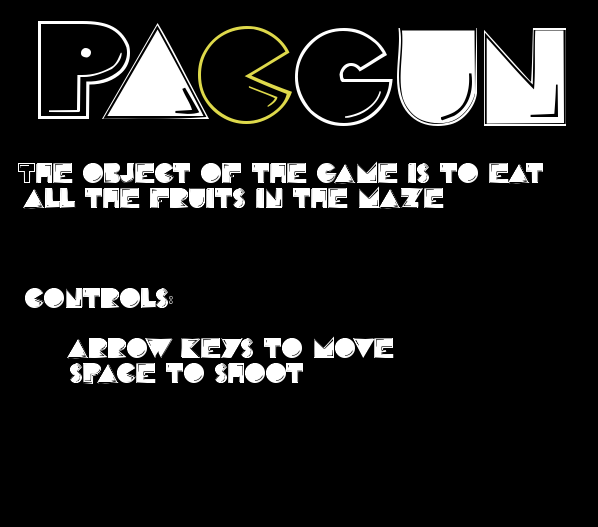 PACGUN
THE OBJECT OF THE GAME IS TO EAT
ALL THE FRUITS IN THE MAZE
CONTROLS:
ARROW KEYS TO MOVE
SPACE TO SHOOT